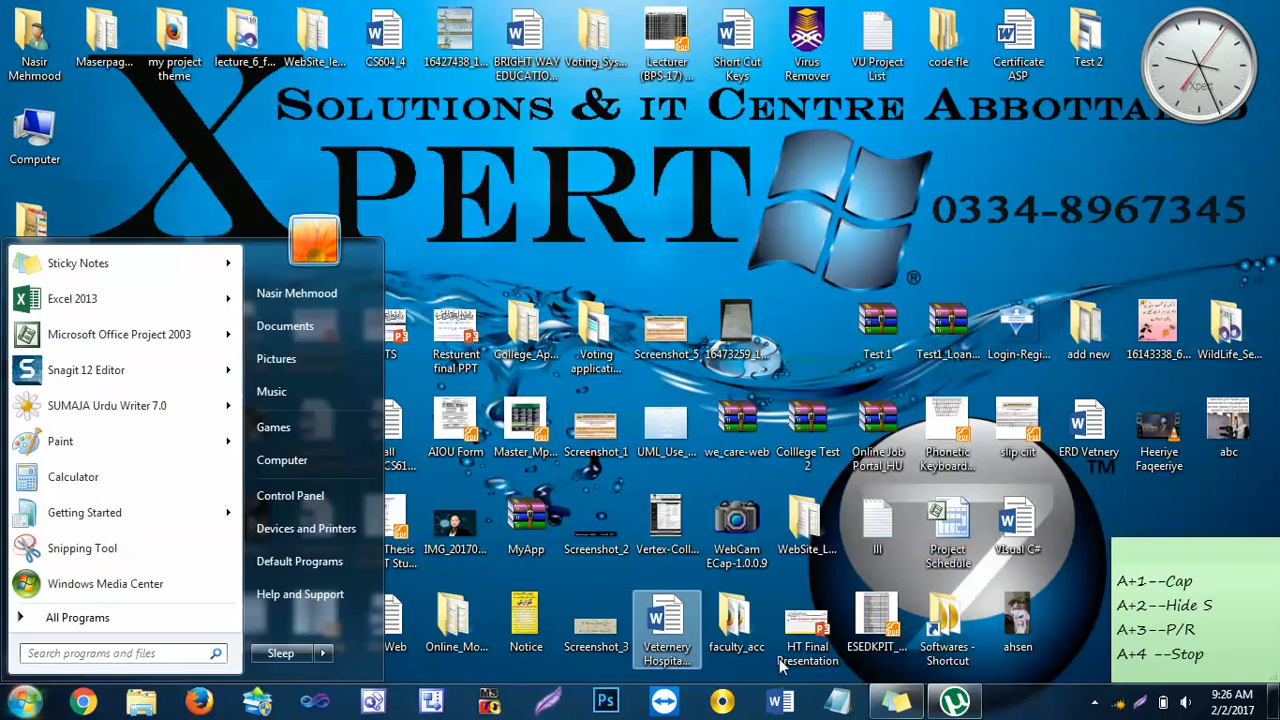 Nasir Mehmood
Maserpag...
my project theme
lecture_6_f...
WebSite_le...
CS604_4
16427438_1...
BRIGHT WAY EDUCATIO...
Voting_Sys...
Lecturer (BPS-17) ...
Short Cut Keys
Virus Remover
VU Project List
code fle
Certificate ASP
Test 2
Xpert
SOLUTIONS & IT CENTRE
XPERT
®
0334-8967345
Computer
Sticky Notes
Excel 2013
Microsoft Office Project 2003
Snagit 12 Editor
SUMAJA Urdu Writer 7.0
Paint
Calculator
Getting Started
Snipping Tool
Windows Media Center
All Programs
Search programs and files
Nasir Mehmood
Documents
Pictures
Music
Games
Computer
Control Panel
Devices and Printers
Default Programs
Help and Support
Sleep
Resturent final PPT
College_Ap...
Voting applicati...
Screenshot_5
16473259_1...
Test 1
Test1_Loan...
Login-Regi...
add new
16143338_6...
WildLife_Se...
AIOU Form
Master_Mp...
Screenshot_1
UML_Use_...
we_care-web
Colllege Test 2
Online Job Portal_HU
Phonetic Keyboard...
slip ciit
ERD Vetnery
Heeriye Faqeeriye
abc
TM
Thesis
IMG_20170...
MyApp
Screenshot_2
Vertex-Coll...
WebCam ECap-1.0.0.9
WebSite_L...
Project Schedule
Visual C#
Web
Online_Mo...
Notice
Screenshot_3
Veternery Hospita...
faculty_acc
HT Final Presentation
ESEDKPIT_...
Softwares - Shortcut
ahsen
A+1--Cap
A+2--Hide S
A+3--P/R
A+4 --Stop
Ps
9:26 AM
2/2/2017